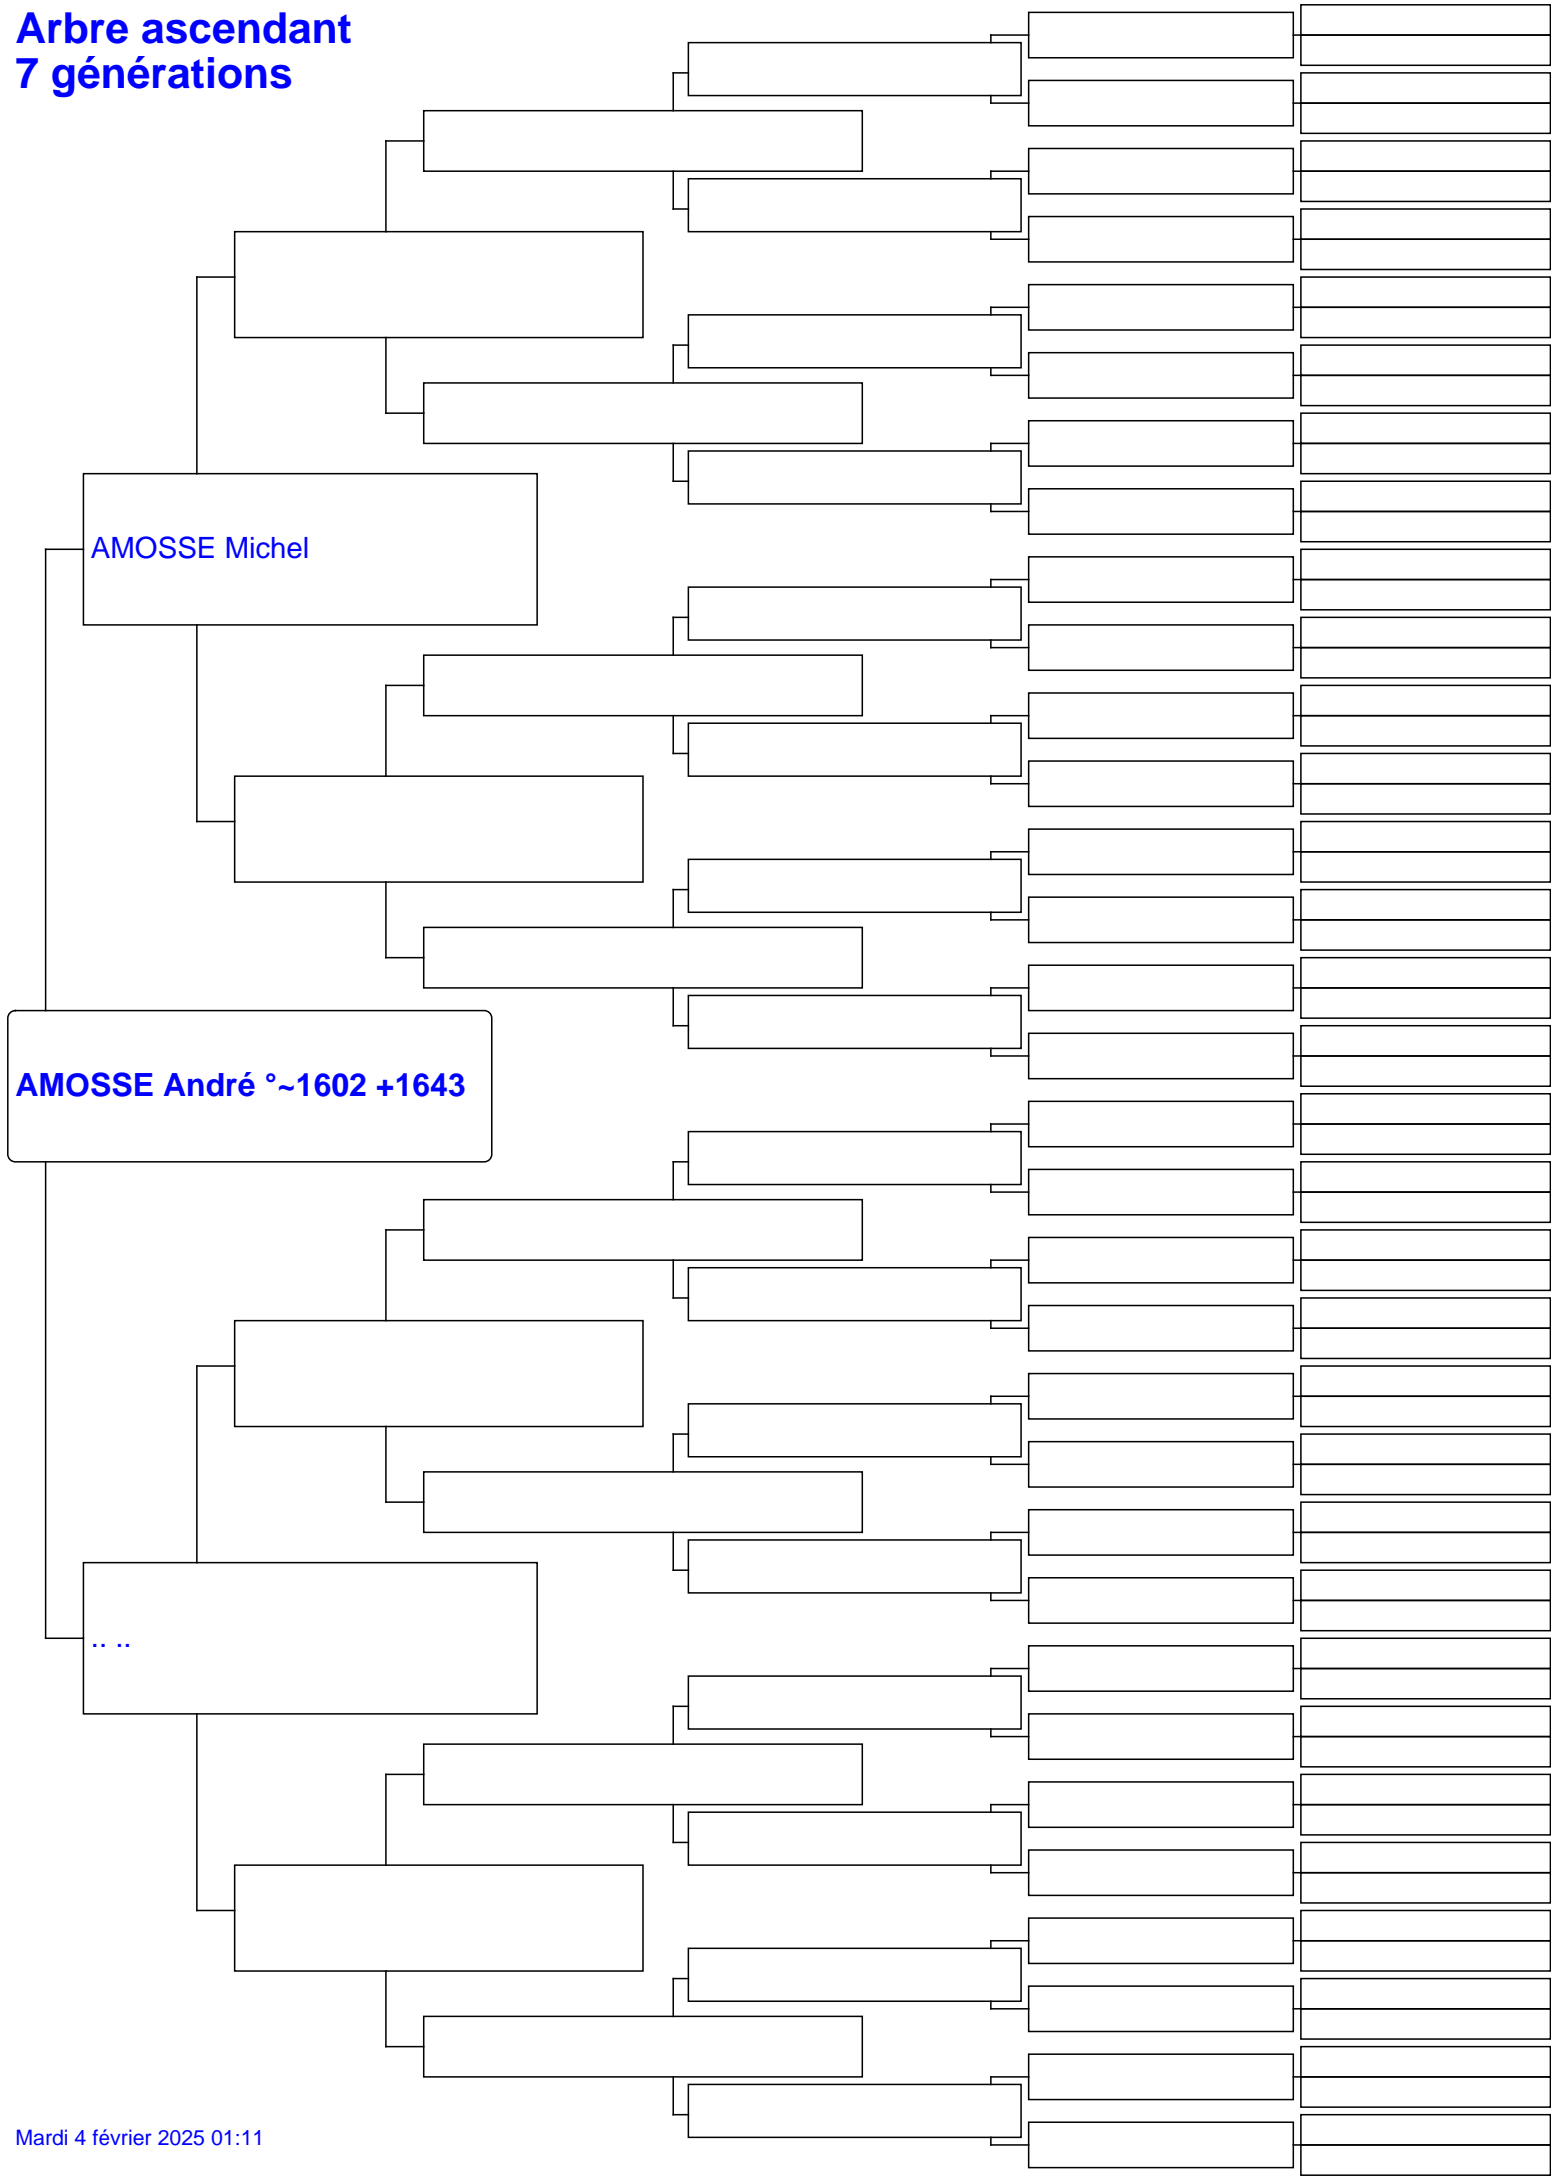 Arbre ascendant
7 générations
AMOSSE Michel
AMOSSE André °~1602 +1643
.. ..
Mardi 4 février 2025 01:11